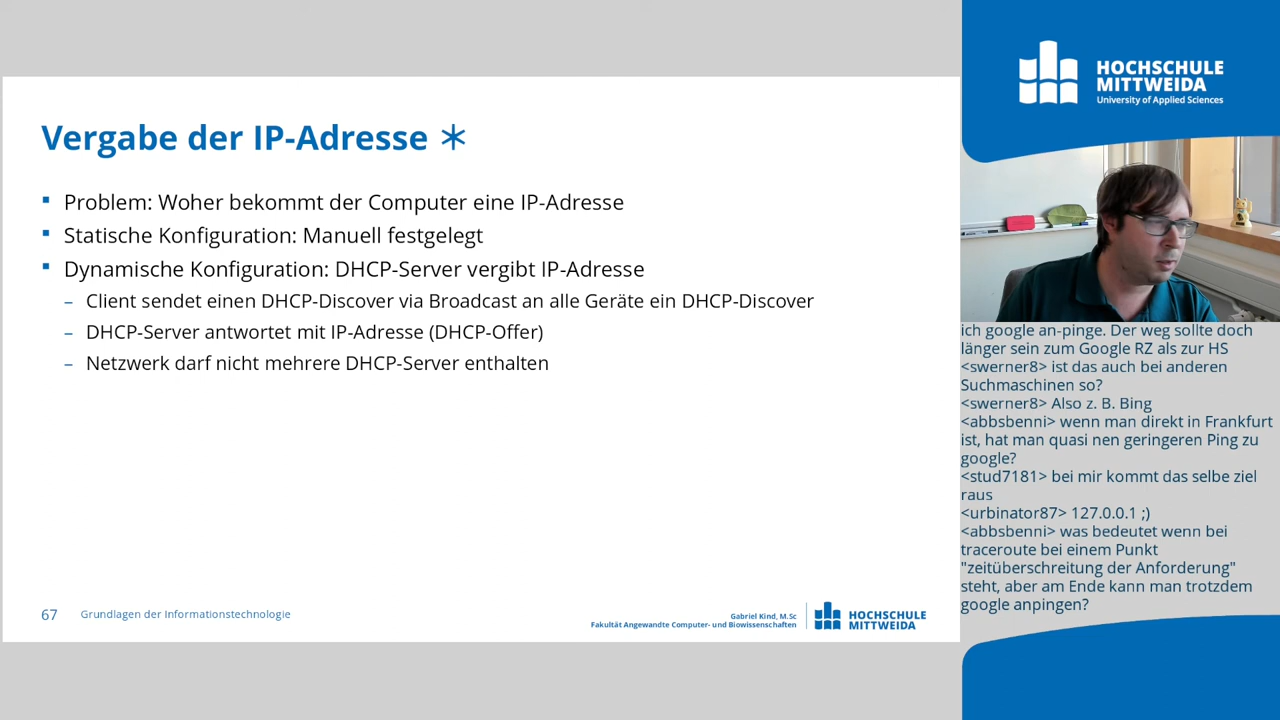 Vergabe der IP-Adresse ∗
▪ Problem: Woher bekommt der Computer eine IP-Adresse
▪ Statische Konfiguration: Manuell festgelegt
▪ Dynamische Konfiguration: DHCP-Server vergibt IP-Adresse
– Client sendet einen DHCP-Discover via Broadcast an alle Geräte ein DHCP-Discover
– DHCP-Server antwortet mit IP-Adresse (DHCP-Offer)
– Netzwerk darf nicht mehrere DHCP-Server enthalten
67
Grundlagen der Informationstechnologie
Gabriel Kind, M.Sc
Fakultät Angewandte Computer- und Biowissenschaften
HOCHSCHULE
MITTWEIDA
HOCHSCHULE
MITTWEIDA
University of Applied Sciences
ich google an-pinge. Der weg sollte doch
länger sein zum Google RZ als zur HS
<swerner8> ist das auch bei anderen
Suchmaschinen so?
<swerner8> Also z. B. Bing
<abbsbenni> wenn man direkt in Frankfurt
ist, hat man quasi nen geringeren Ping zu
google?
<stud7181> bei mir kommt das selbe ziel
raus
<urbinator87> 127.0.0.1 ;)
<abbsbenni> was bedeutet wenn bei
traceroute bei einem Punkt
"zeitüberschreitung der Anforderung"
steht, aber am Ende kann man trotzdem
google anpingen?